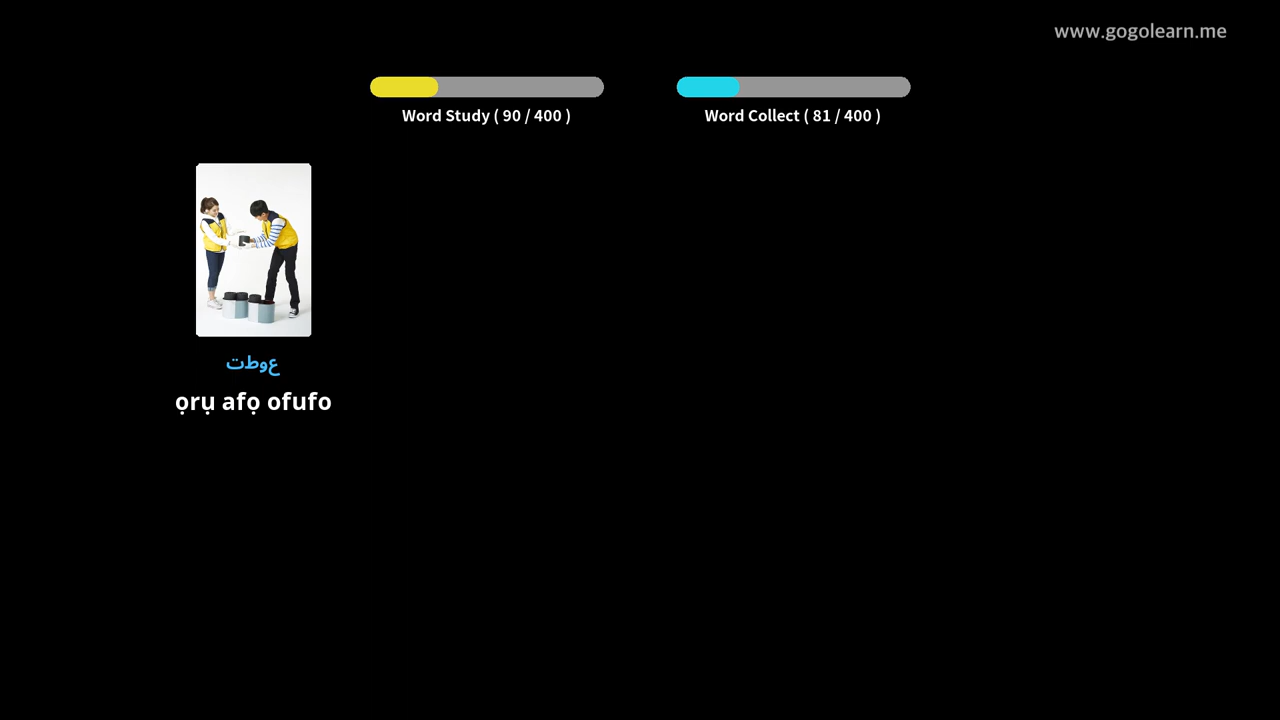 www.gogolearn.me
Word Study ( 90 / 400 )
Word Collect ( 81 / 400 )
عوطت
ọrụ afọ ofufo